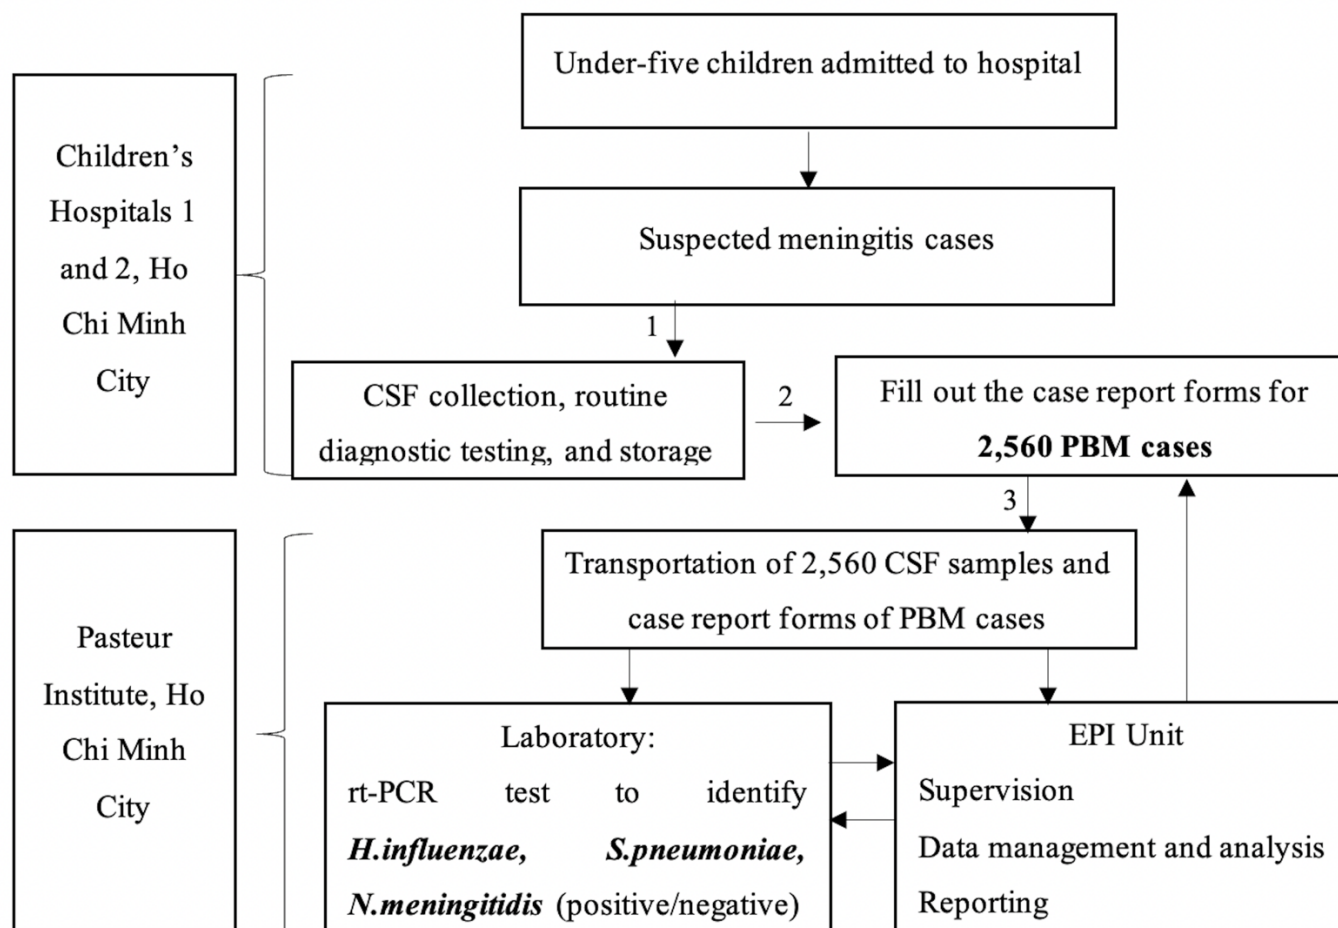 Under-five children admitted to hospital
Children’s
Hospitals 1
and 2, Ho
Chi Minh
City
Suspected meningitis cases
1
CSF collection, routine
diagnostic testing, and storage
2
Fill out the case report forms for
2,560 PBM cases
3
Transportation of 2,560 CSF samples and
case report forms of PBM cases
Pasteur
Institute, Ho
Chi Minh
City
Laboratory:
rt-PCR test to identify
H.influenzae, S.pneumoniae,
N.meningitidis (positive/negative)
EPI Unit
Supervision
Data management and analysis
Reporting